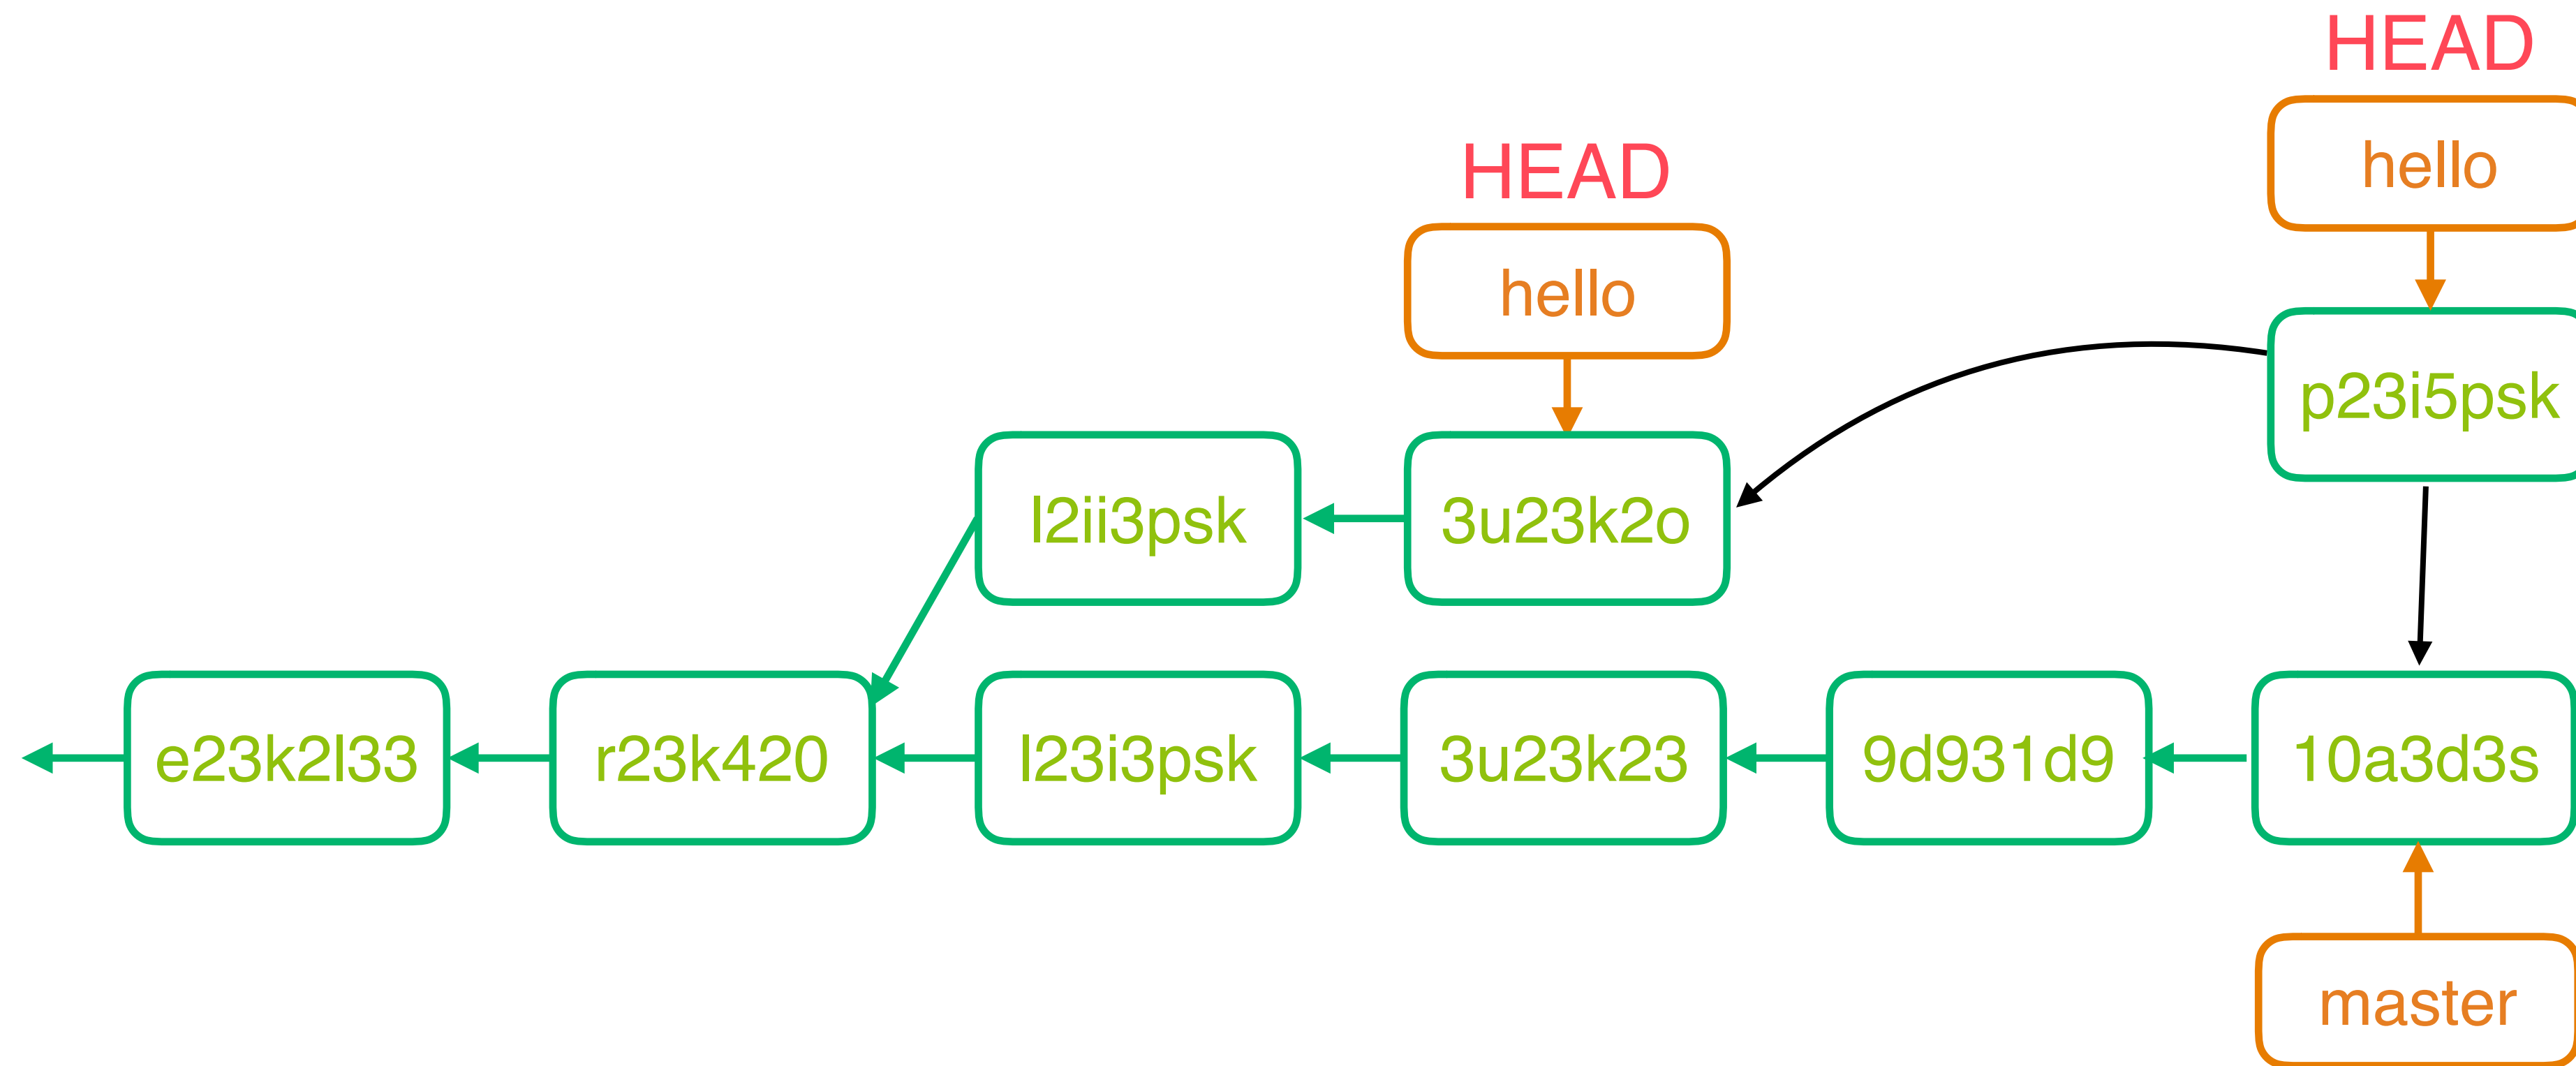 HEAD
hello
HEAD
hello
p23i5psk
l2ii3psk
3u23k2o
e23k2l33
r23k420
l23i3psk
3u23k23
9d931d9
10a3d3s
master